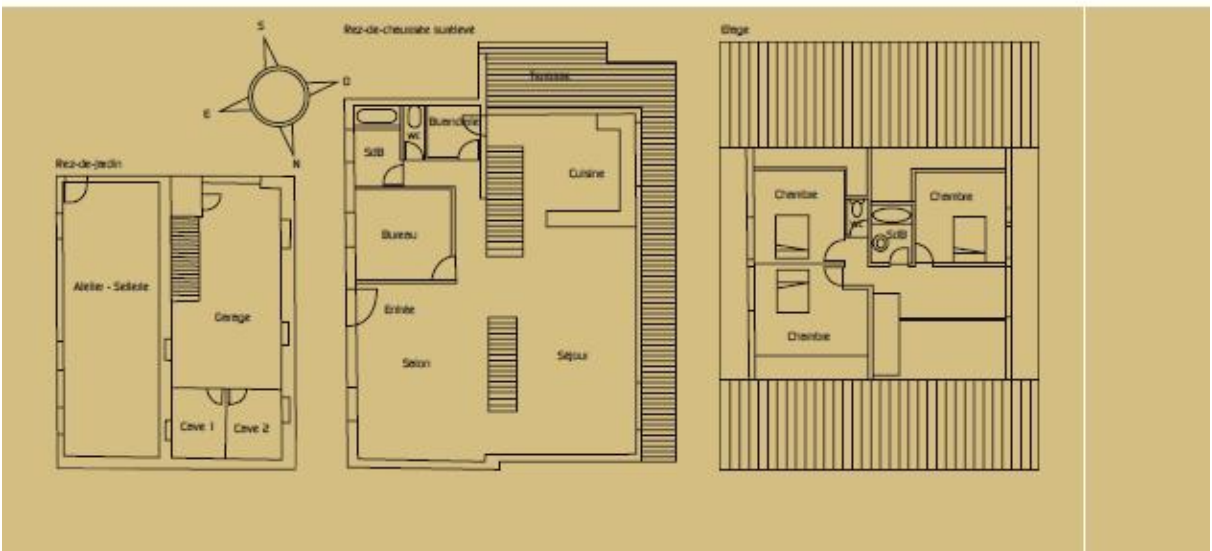 Rez-de-jardin
Atelier - Sellerie
Garage
Cave 1
Cave 2
S
O
E
N
Rez-de-chaussée surélevé
Terrasse
SdB
WC
Buanderie
Cuisine
Bureau
Entrée
Salon
Séjour
Etage
Chambre
WC
SdB
Chambre
Chambre